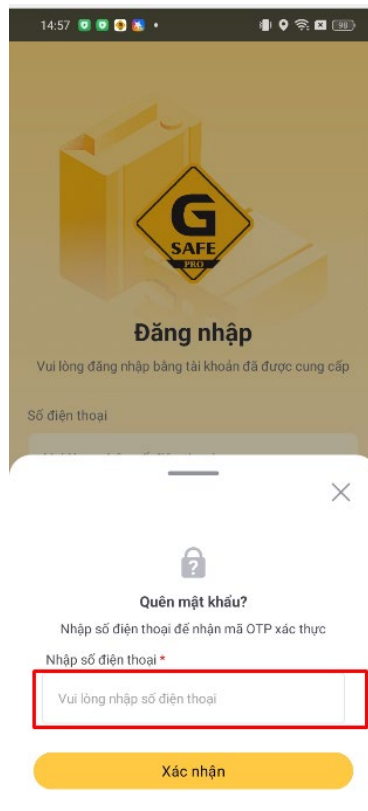 14:57
98
G
SAFE
PRO
Đăng nhập
Vui lòng đăng nhập bằng tài khoản đã được cung cấp
Số điện thoại
Quên mật khẩu?
Nhập số điện thoại để nhận mã OTP xác thực
Nhập số điện thoại *
Vui lòng nhập số điện thoại
Xác nhận